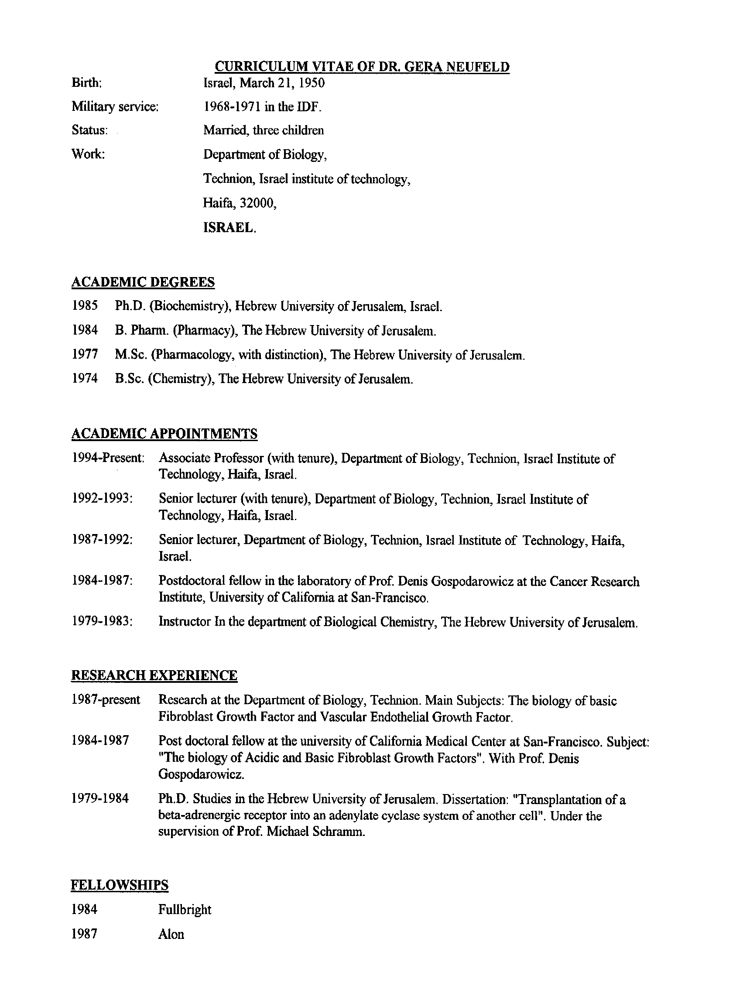 CURRICULUM VITAE OF DR. GERA NEUFELD
Birth: Israel, March 21, 1950
Military service: 1968-1971 in the IDF.
Status: Married, three children
Work: Department of Biology,
Technion, Israel institute of technology,
Haifa, 32000,
ISRAEL.
ACADEMIC DEGREES
1985 Ph.D. (Biochemistry), Hebrew University of Jerusalem, Israel.
1984 B. Pharm. (Pharmacy), The Hebrew University of Jerusalem.
1977 M.Sc. (Pharmacology, with distinction), The Hebrew University of Jerusalem.
1974 B.Sc. (Chemistry), The Hebrew University of Jerusalem.
ACADEMIC APPOINTMENTS
1994-Present: Associate Professor (with tenure), Department of Biology, Technion, Israel Institute of
Technology, Haifa, Israel.
1992-1993: Senior lecturer (with tenure), Department of Biology, Technion, Israel Institute of
Technology, Haifa, Israel.
1987-1992: Senior lecturer, Department of Biology, Technion, Israel Institute of Technology, Haifa,
Israel.
1984-1987: Postdoctoral fellow in the laboratory of Prof. Denis Gospodarowicz at the Cancer Research
Institute, University of California at San-Francisco.
1979-1983: Instructor In the department of Biological Chemistry, The Hebrew University of Jerusalem.
RESEARCH EXPERIENCE
1987-present Research at the Department of Biology, Technion. Main Subjects: The biology of basic
Fibroblast Growth Factor and Vascular Endothelial Growth Factor.
1984-1987 Post doctoral fellow at the university of California Medical Center at San-Francisco. Subject:
"The biology of Acidic and Basic Fibroblast Growth Factors". With Prof. Denis
Gospodarowicz.
1979-1984 Ph.D. Studies in the Hebrew University of Jerusalem. Dissertation: "Transplantation of a
beta-adrenergic receptor into an adenylate cyclase system of another cell". Under the
supervision of Prof. Michael Schramm.
FELLOWSHIPS
1984 Fullbright
1987 Alon